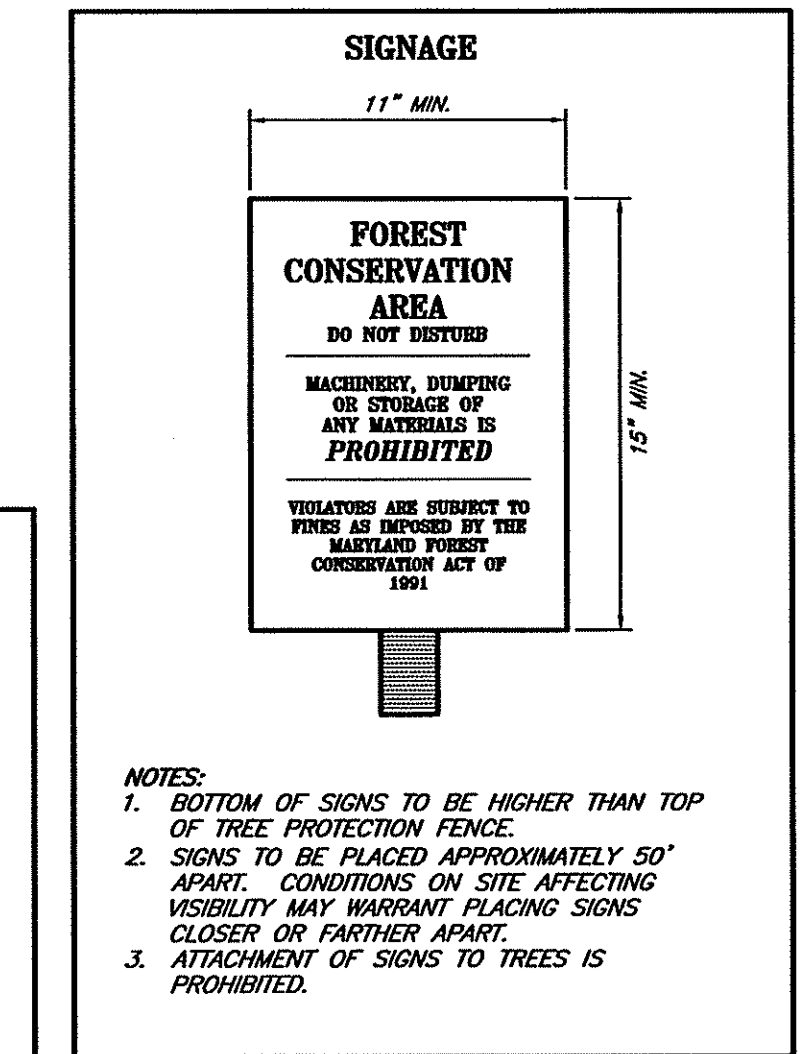 SIGNAGE
11" MIN.
FOREST
CONSERVATION
AREA
DO NOT DISTURB
MACHINERY, DUMPING
OR STORAGE OF
ANY MATERIALS IS
PROHIBITED
VIOLATORS ARE SUBJECT TO
FINES AS IMPOSED BY THE
MARYLAND FOREST
CONSERVATION ACT OF
1991
15" MIN.
NOTES:
1. BOTTOM OF SIGNS TO BE HIGHER THAN TOP
OF TREE PROTECTION FENCE.
2. SIGNS TO BE PLACED APPROXIMATELY 50'
APART. CONDITIONS ON SITE AFFECTING
VISIBILITY MAY WARRANT PLACING SIGNS
CLOSER OR FARTHER APART.
3. ATTACHMENT OF SIGNS TO TREES IS
PROHIBITED.